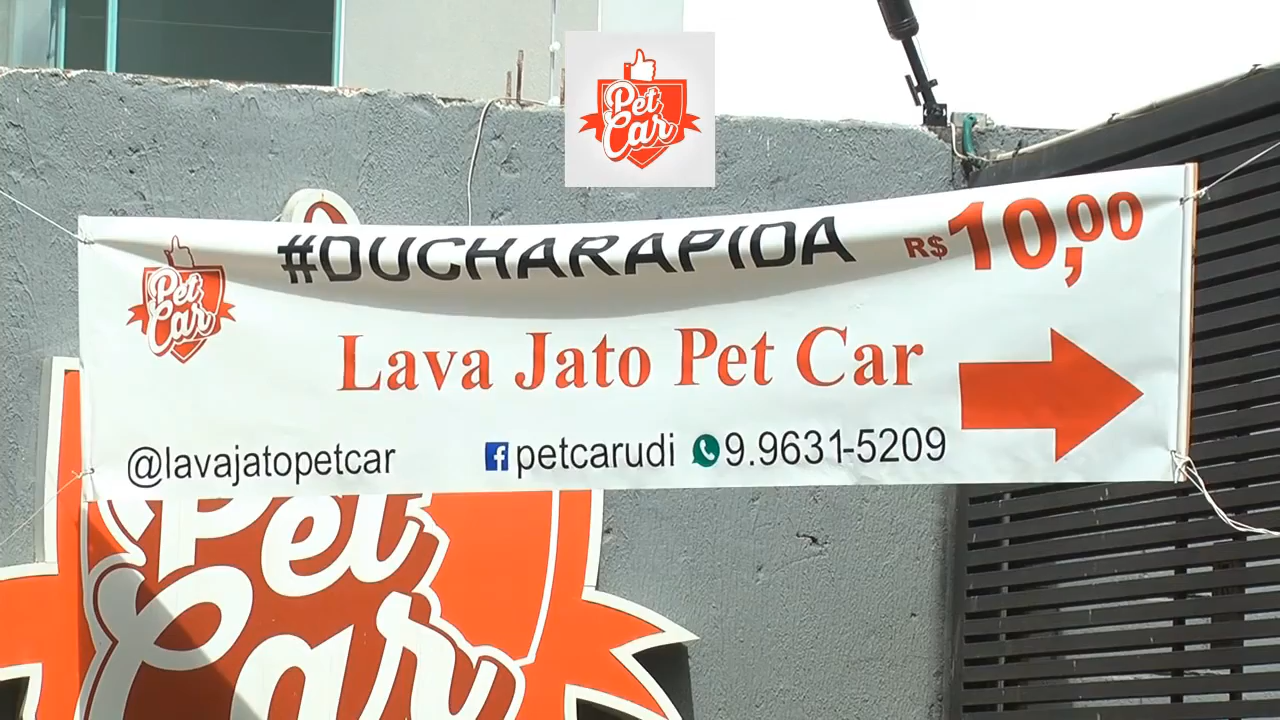 Pet
Car
#DUCHARAPIDA R$10,00
Pet
Car
Lava Jato Pet Car
@lavajatopetcar petcarudi 9.9631-5209
Pet
Car